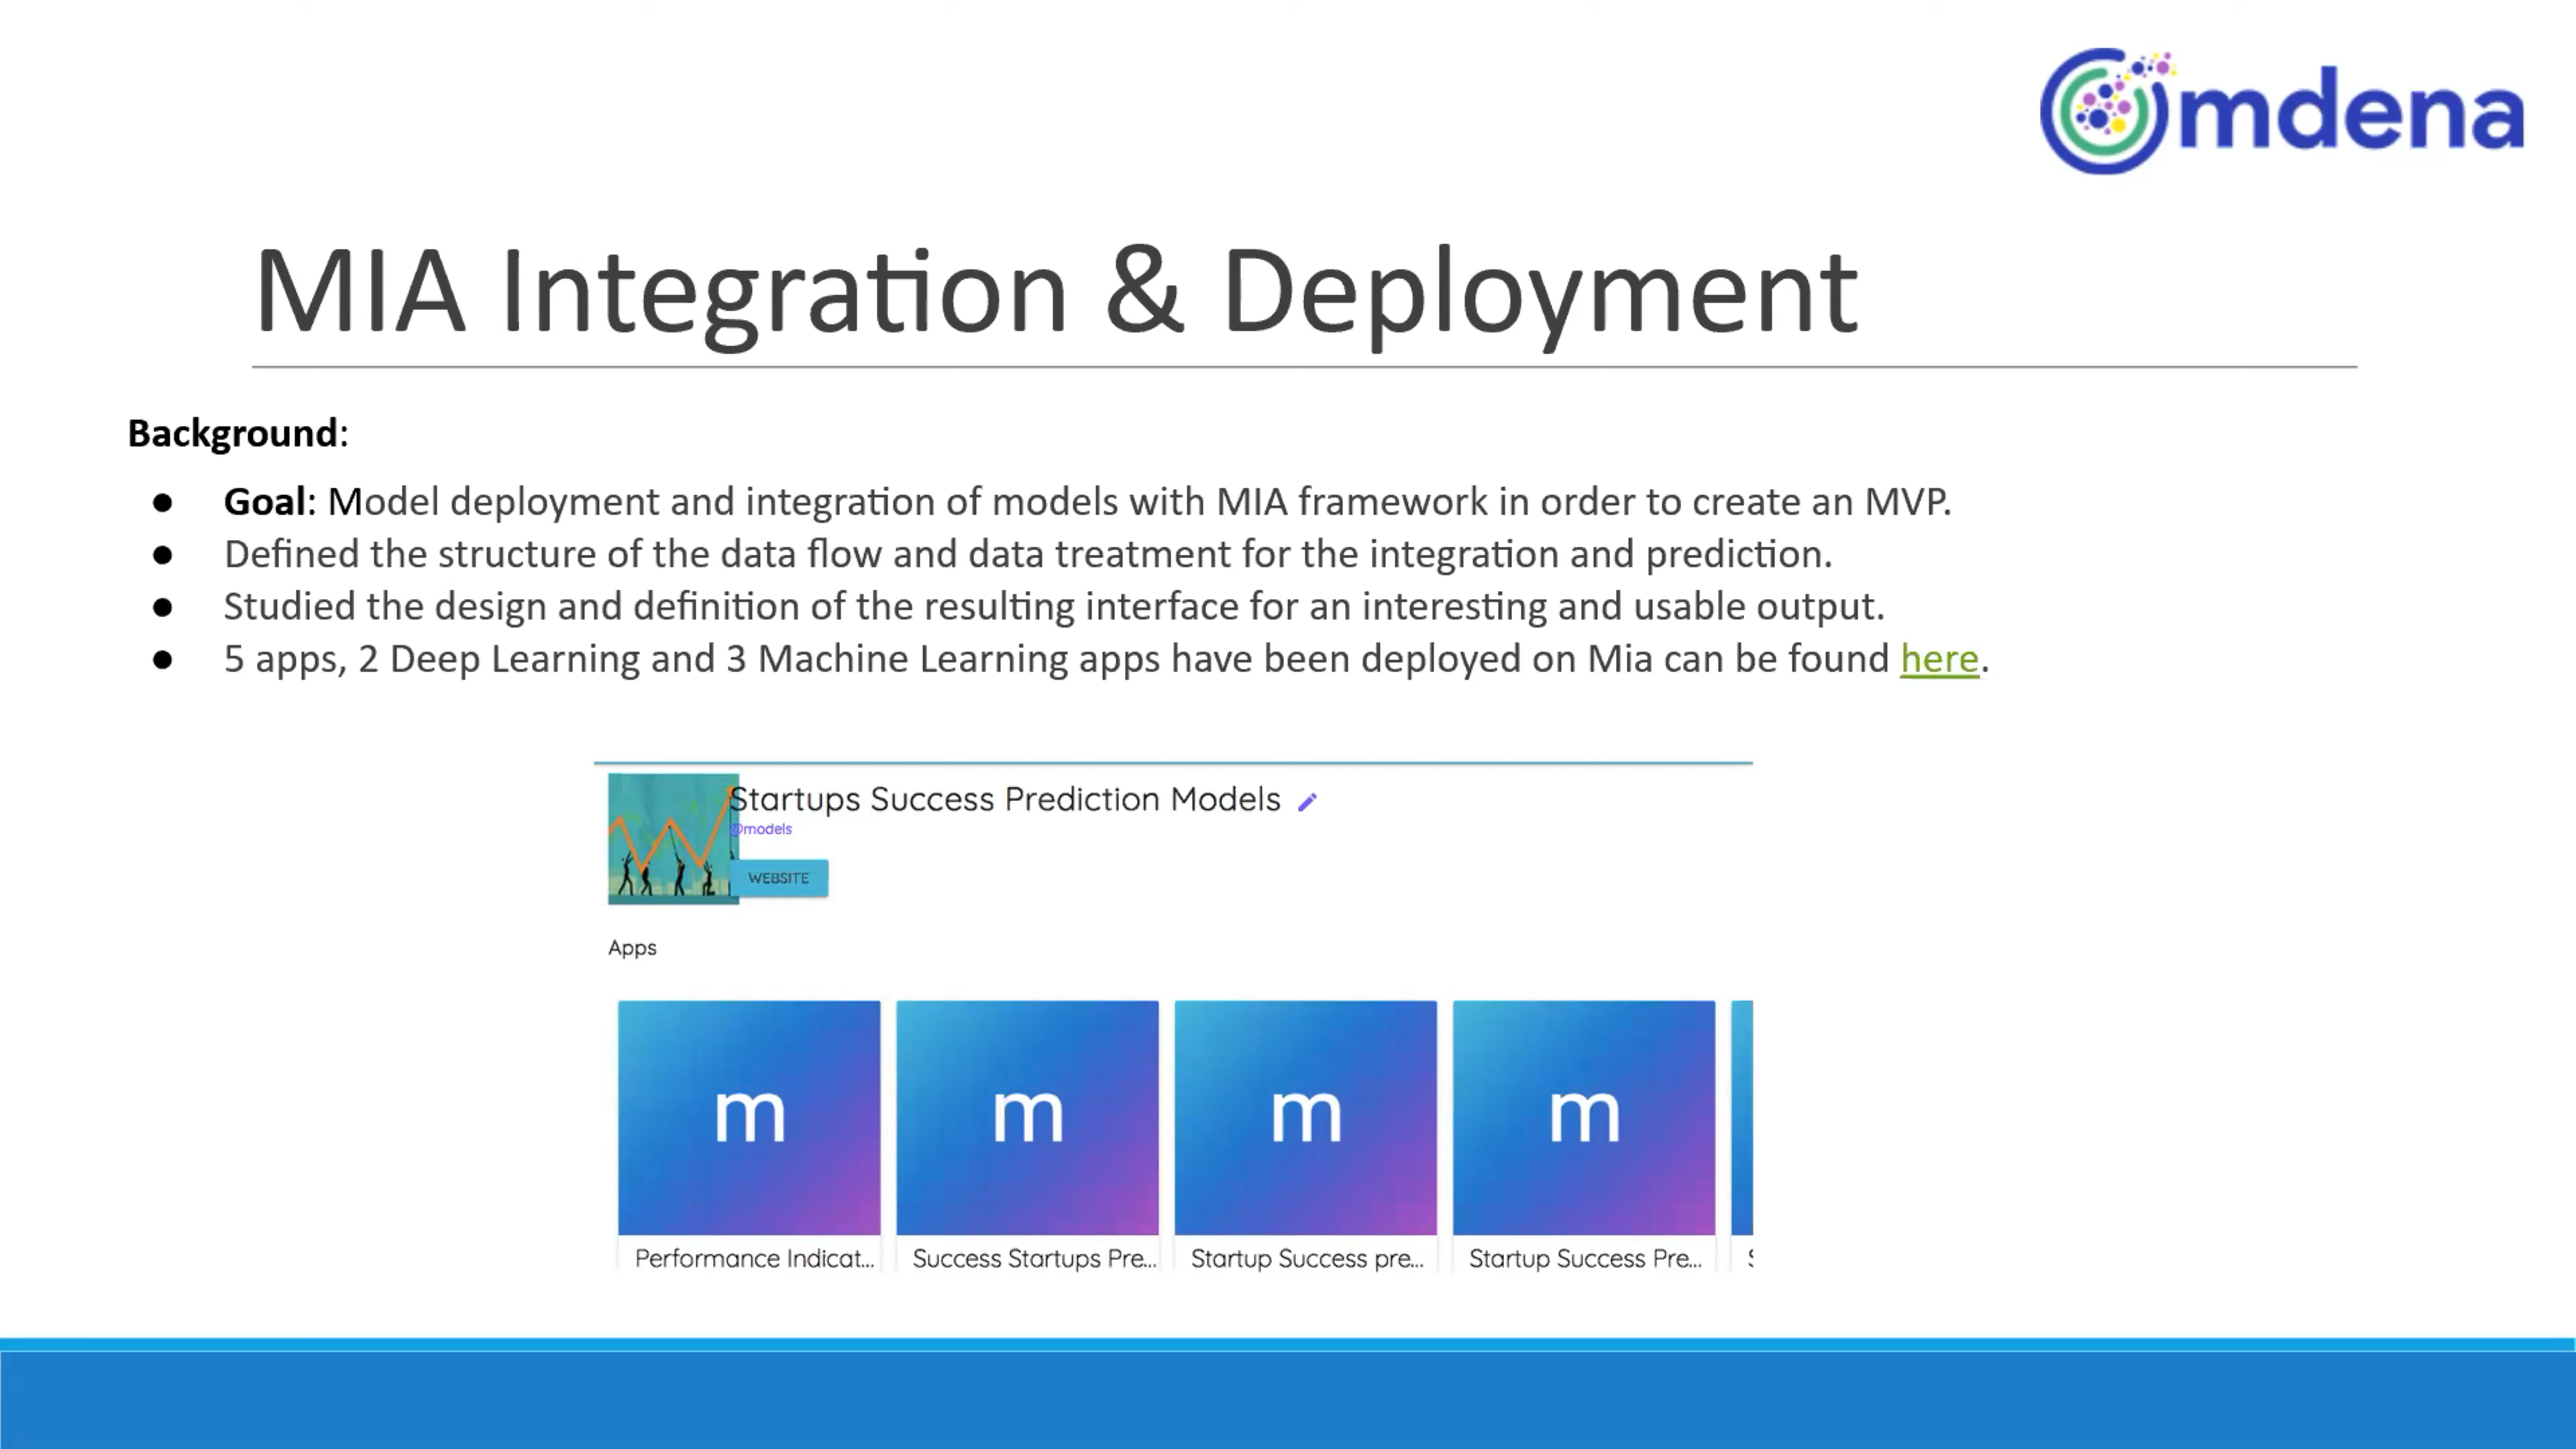 Omdena
MIA Integration & Deployment
Background:
● Goal: Model deployment and integration of models with MIA framework in order to create an MVP.
● Defined the structure of the data flow and data treatment for the integration and prediction.
● Studied the design and definition of the resulting interface for an interesting and usable output.
● 5 apps, 2 Deep Learning and 3 Machine Learning apps have been deployed on Mia can be found here.
Startups Success Prediction Models
@models
WEBSITE
Apps
m m m m
Performance Indicat... Success Startups Pre... Startup Success pre... Startup Success Pre...